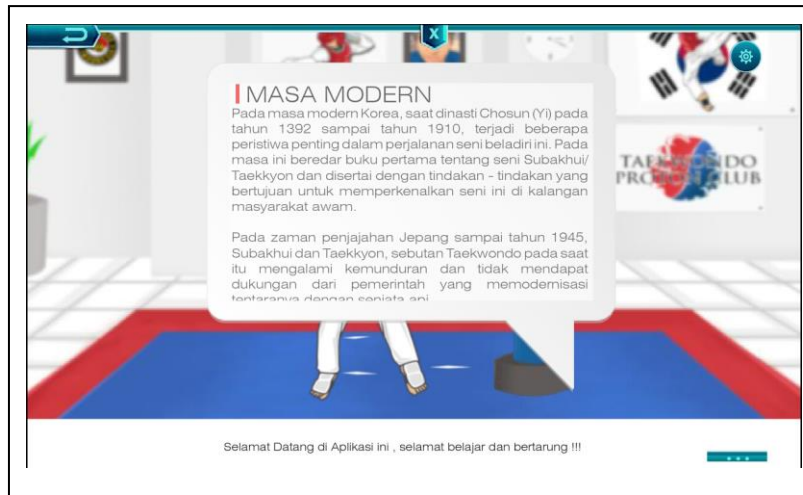 X
MASA MODERN
Pada masa modern Korea, saat dinasti Chosun (Yi) pada
tahun 1392 sampai tahun 1910, terjadi beberapa
peristiwa penting dalam perjalanan seni beladiri ini. Pada
masa ini beredar buku pertama tentang seni Subakhui/
Taekkyon dan disertai dengan tindakan - tindakan yang
bertujuan untuk memperkenalkan seni ini di kalangan
masyarakat awam.
Pada zaman penjajahan Jepang sampai tahun 1945,
Subakhui dan Taekkyon, sebutan Taekwondo pada saat
itu mengalami kemunduran dan tidak mendapat
dukungan dari pemerintah yang memodernisasi
tentaranya dengan senjata api
TAEKWONDO
CLUB
Selamat Datang di Aplikasi ini , selamat belajar dan bertarung !!!